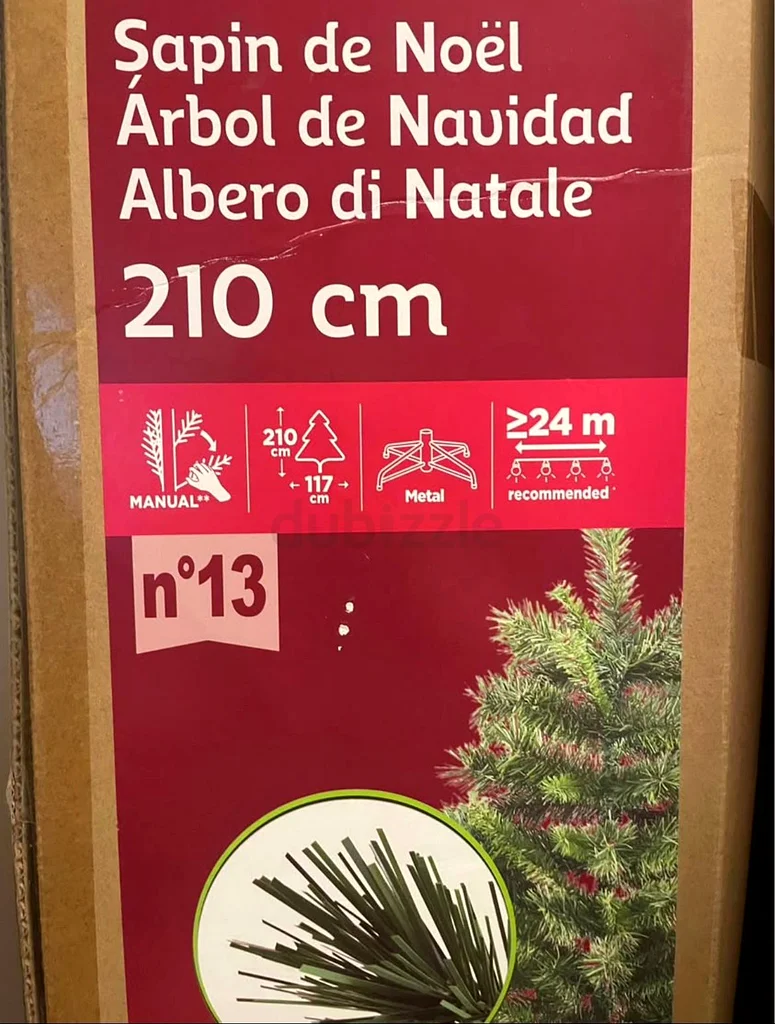 Sapin de Noël
Árbol de Navidad
Albero di Natale
210 cm
MANUAL**
210
cm
117
cm
Metal
≥24 m
recommended*
dubizzle
n°13